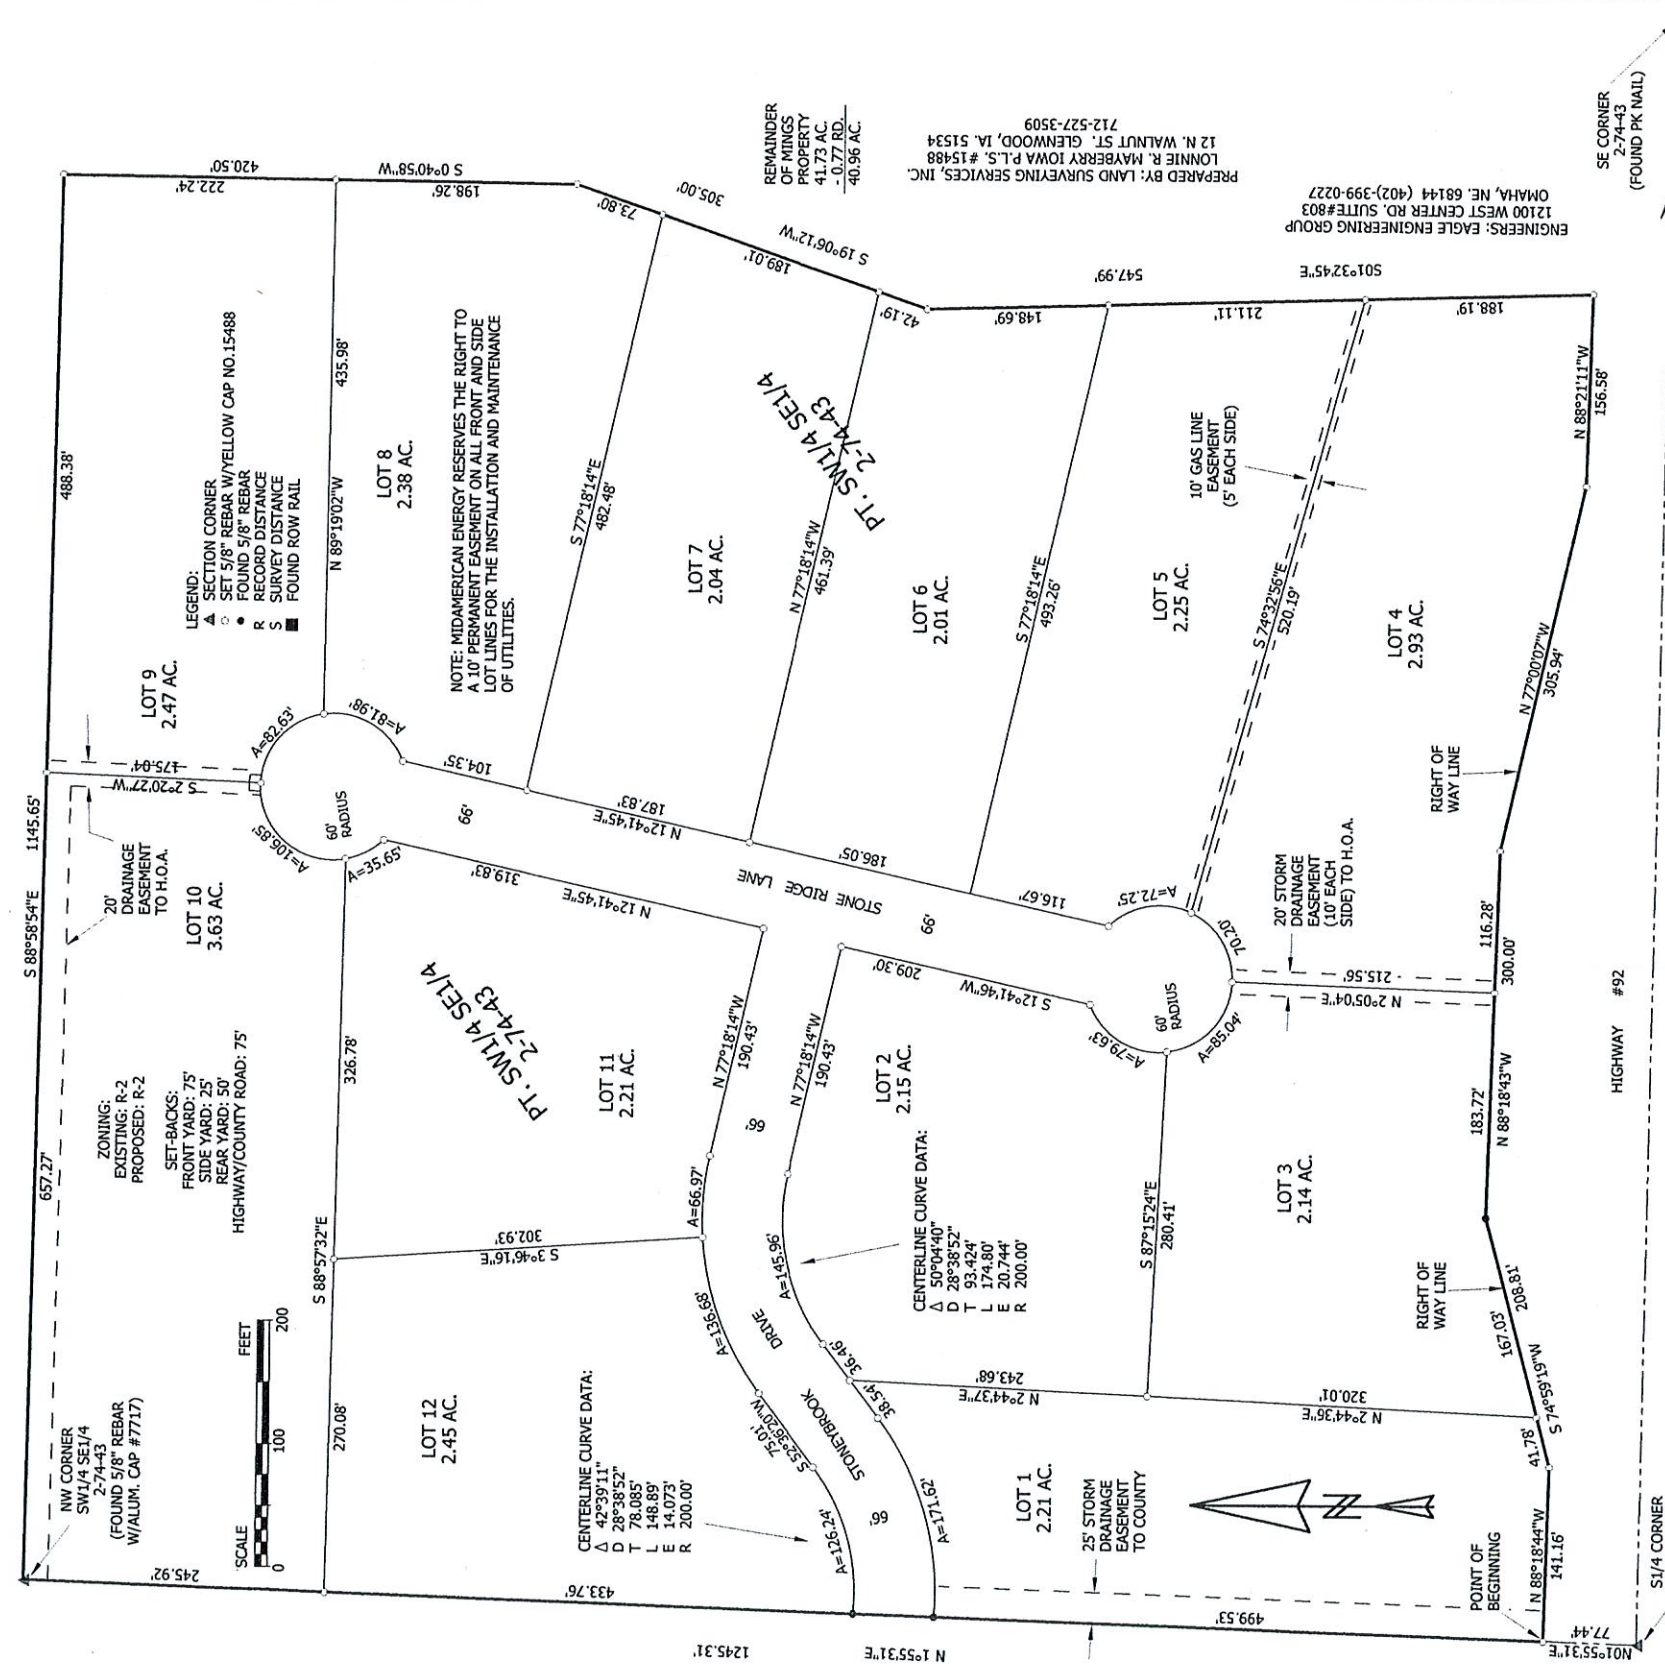 NW CORNER
SW1/4 SE1/4
2-74-43
(FOUND 5/8" REBAR
W/ALUM. CAP #7717)
SCALE
FEET
0
100
200
ZONING:
EXISTING: R-2
PROPOSED: R-2
SET-BACKS:
FRONT YARD: 75'
SIDE YARD: 25'
REAR YARD: 50'
HIGHWAY/COUNTY ROAD: 75'
657.27'
S 88°58'54"E
1145.65'
488.38'
20'
DRAINAGE
EASEMENT
TO H.O.A.
LOT 10
3.63 AC.
S 2°20'27"W
175.04'
LOT 9
2.47 AC.
LEGEND:
SECTION CORNER
SET 5/8" REBAR W/YELLOW CAP NO.15488
FOUND 5/8" REBAR
R RECORD DISTANCE
S SURVEY DISTANCE
FOUND ROW RAIL
222.24'
420.50'
S 0°40'58"W
198.26'
73.80'
305.00'
S 19°06'12"W
189.01'
42.19'
148.69'
547.99'
211.11'
S01°32'45"E
188.19'
245.92'
270.08'
S 88°57'32"E
326.78'
A=106.85'
A=82.63'
60'
RADIUS
A=35.65'
A=81.98'
N 89°19'02"W
435.98'
LOT 8
2.38 AC.
NOTE: MIDAMERICAN ENERGY RESERVES THE RIGHT TO
A 10' PERMANENT EASEMENT ON ALL FRONT AND SIDE
LOT LINES FOR THE INSTALLATION AND MAINTENANCE
OF UTILITIES.
104.35'
66'
S 77°18'14"E
482.48'
LOT 7
2.04 AC.
187.83'
N 12°41'45"E
N 77°18'14"W
461.39'
PT. SW1/4 SE1/4
2-74-43
LOT 6
2.01 AC.
186.05'
STONE RIDGE LANE
66'
S 77°18'14"E
493.26'
LOT 5
2.25 AC.
116.67'
A=72.25'
10' GAS LINE
EASEMENT
(5' EACH SIDE)
S 74°32'56"E
520.19'
LOT 4
2.93 AC.
319.83'
N 12°41'45"E
PT. SW1/4 SE1/4
2-74-43
LOT 11
2.21 AC.
302.93'
S 3°46'16"E
N 77°18'14"W
190.43'
66'
N 77°18'14"W
190.43'
A=66.97'
A=136.68'
A=145.96'
DRIVE
STONEYBROOK
66'
36.46'
38.54'
75.01'
S 52°36'20"W
A=126.24'
A=171.62'
LOT 12
2.45 AC.
433.76'
CENTERLINE CURVE DATA:
Δ 42°39'11"
D 28°38'52"
T 78.085'
L 148.89'
E 14.073'
R 200.00'
CENTERLINE CURVE DATA:
Δ 50°04'40"
D 28°38'52"
T 93.424'
L 174.80'
E 20.744'
R 200.00'
LOT 2
2.15 AC.
209.30'
S 12°41'46"W
A=79.63'
60'
RADIUS
A=85.04'
70.20'
243.68'
N 2°44'37"E
S 87°15'24"E
280.41'
LOT 3
2.14 AC.
20' STORM
DRAINAGE
EASEMENT
(10' EACH
SIDE) TO H.O.A.
215.56'
N 2°05'04"E
320.01'
N 2°44'36"E
LOT 1
2.21 AC.
25' STORM
DRAINAGE
EASEMENT
TO COUNTY
N
1245.31'
N 1°55'31"E
499.53'
POINT OF
BEGINNING
N 88°18'44"W
141.16'
41.78'
S 74°59'19"W
167.03'
208.81'
RIGHT OF
WAY LINE
183.72'
N 88°18'43"W
116.28'
300.00'
RIGHT OF
WAY LINE
N 77°00'07"W
305.94'
N 88°21'11"W
156.58'
77.44'
N01°55'31"E
S1/4 CORNER
HIGHWAY #92
REMAINDER
OF MINGS
PROPERTY
41.73 AC.
- 0.77 RD.
40.96 AC.
PREPARED BY: LAND SURVEYING SERVICES, INC.
LONNIE R. MAYBERRY IOWA P.L.S. #15488
12 N. WALNUT ST. GLENWOOD, IA. 51534
712-527-3509
ENGINEERS: EAGLE ENGINEERING GROUP
12100 WEST CENTER RD. SUITE#803
OMAHA, NE. 68144 (402)-399-0227
SE CORNER
2-74-43
(FOUND PK NAIL)